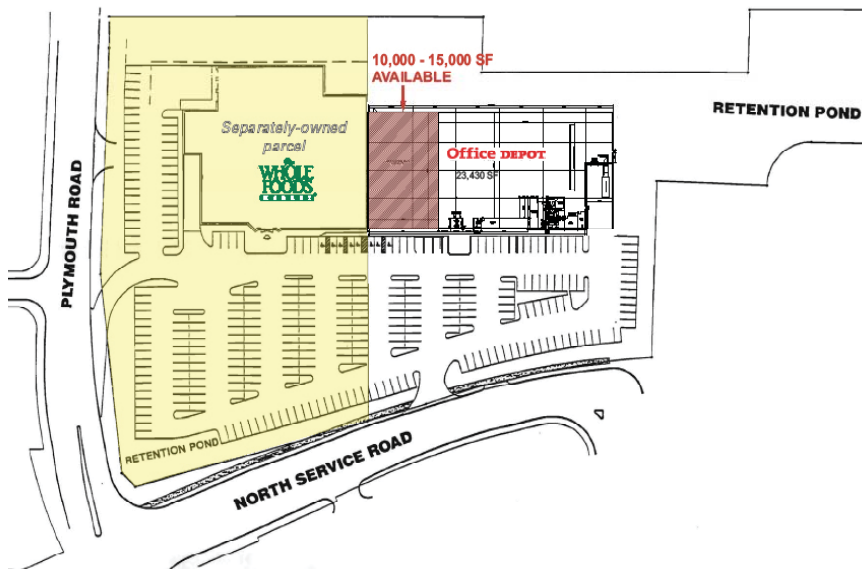 10,000 - 15,000 SF
AVAILABLE
RETENTION POND
Separately-owned
parcel
WHOLE
FOODS
MARKET
Office DEPOT
23,430 SF
PLYMOUTH ROAD
RETENTION POND
NORTH SERVICE ROAD